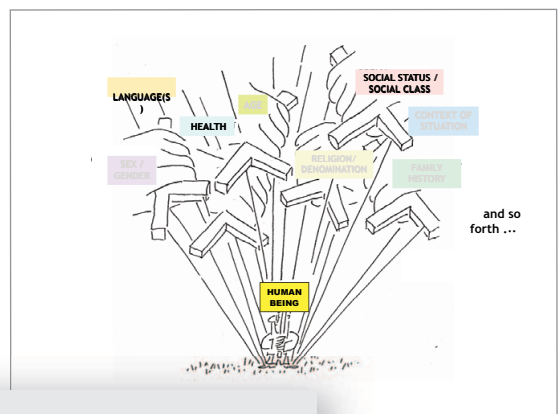 SOCIAL STATUS /
SOCIAL CLASS
LANGUAGE(S
)
AGE
HEALTH
CONTEXT OF
SITUATION
SEX /
GENDER
RELIGION/
DENOMINATION
FAMILY
HISTORY
and so
forth ...
HUMAN
BEING